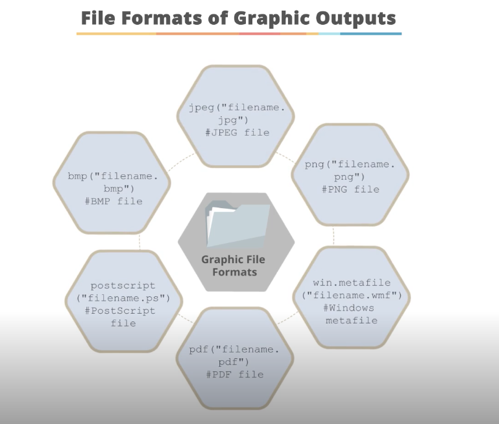 File Formats of Graphic Outputs
jpeg("filename.
jpg")
#JPEG file
png("filename.
png")
#PNG file
win.metafile
("filename.wmf")
#Windows
metafile
pdf("filename.
pdf")
#PDF file
postscript
("filename.ps")
#PostScript
file
bmp("filename.
bmp")
#BMP file
Graphic File
Formats